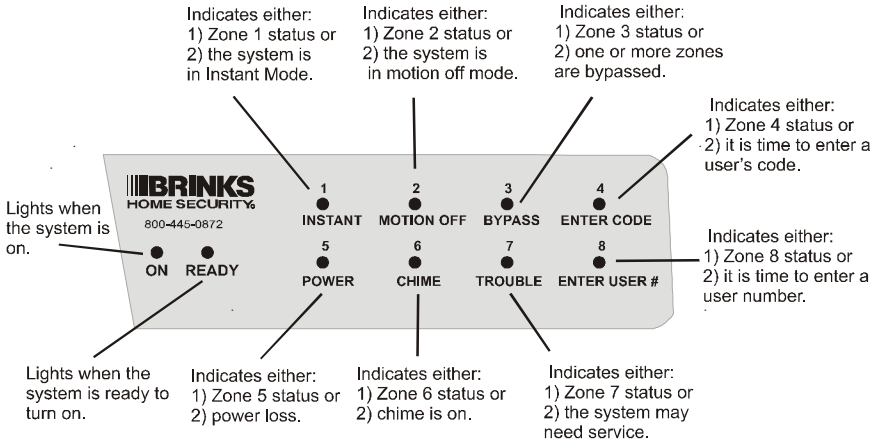 Indicates either:
1) Zone 1 status or
2) the system is
in Instant Mode.
Indicates either:
1) Zone 2 status or
2) the system is
in motion off mode.
Indicates either:
1) Zone 3 status or
2) one or more zones
are bypassed.
Indicates either:
1) Zone 4 status or
2) it is time to enter a
user's code.
Lights when
the system is
on.
BRINKS
HOME SECURITY
800-445-0872
ON READY
1 2 3 4
INSTANT MOTION OFF BYPASS ENTER CODE
5 6 7 8
POWER CHIME TROUBLE ENTER USER #
Indicates either:
1) Zone 8 status or
2) it is time to enter a
user number.
Lights when the
system is ready to
turn on.
Indicates either:
1) Zone 5 status or
2) power loss.
Indicates either:
1) Zone 6 status or
2) chime is on.
Indicates either:
1) Zone 7 status or
2) the system may
need service.